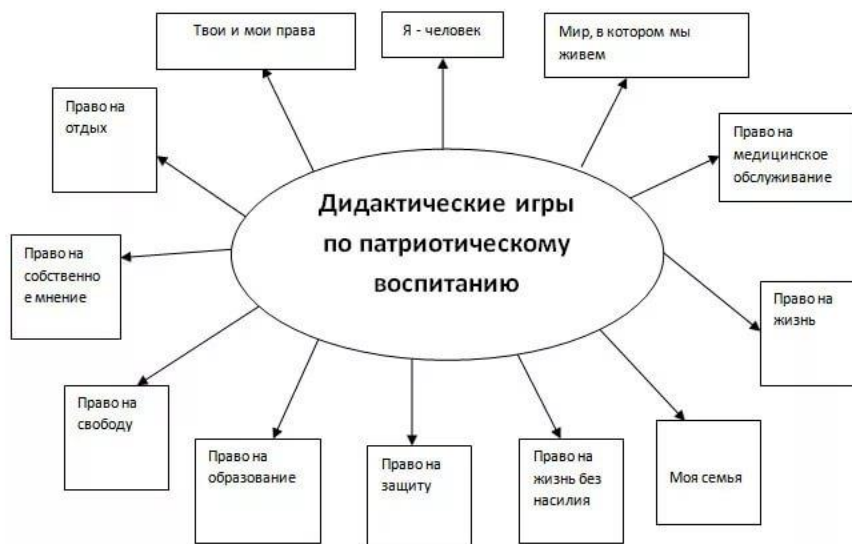 Твои и мои права
Я - человек
Мир, в котором мы
живем
Право на
отдых
Право на
медицинское
обслуживание
Дидактические игры
по патриотическому
воспитанию
Право на
собственно
е мнение
Право на
жизнь
Право на
свободу
Право на
образование
Право на
защиту
Право на
жизнь без
насилия
Моя семья